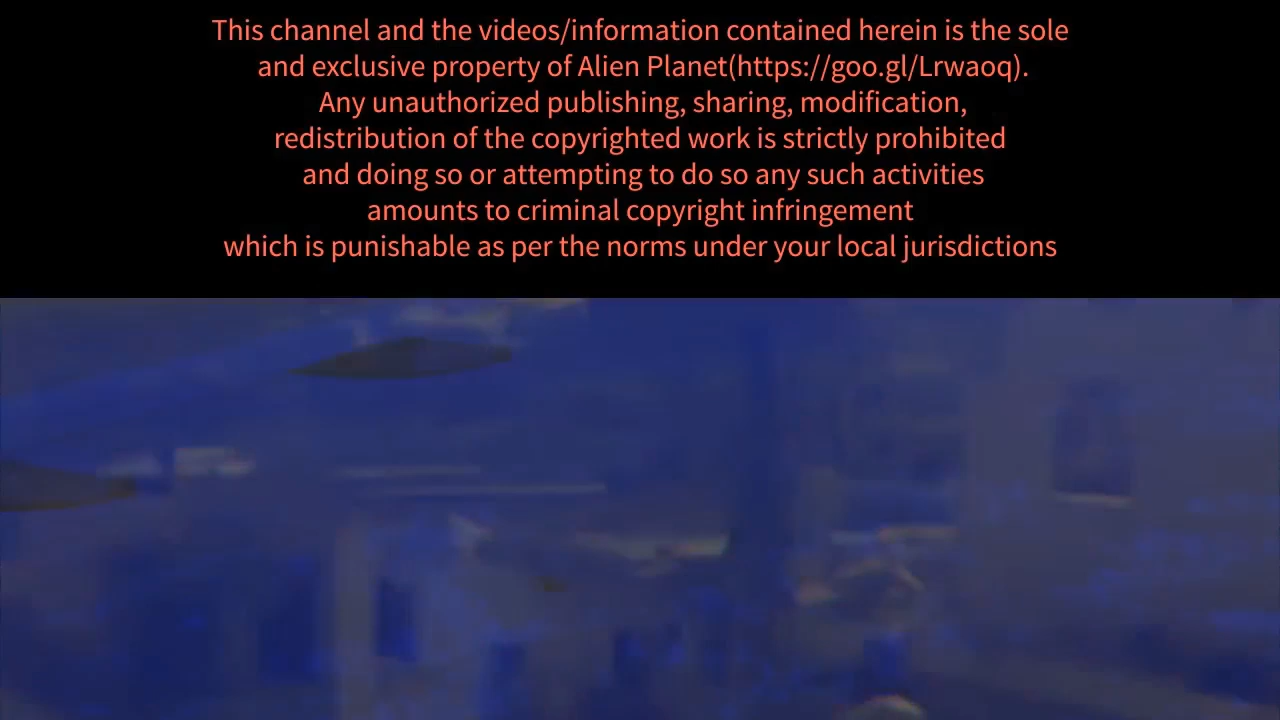 This channel and the videos/information contained herein is the sole
and exclusive property of Alien Planet(https://goo.gl/Lrwaoq).
Any unauthorized publishing, sharing, modification,
redistribution of the copyrighted work is strictly prohibited
and doing so or attempting to do so any such activities
amounts to criminal copyright infringement
which is punishable as per the norms under your local jurisdictions